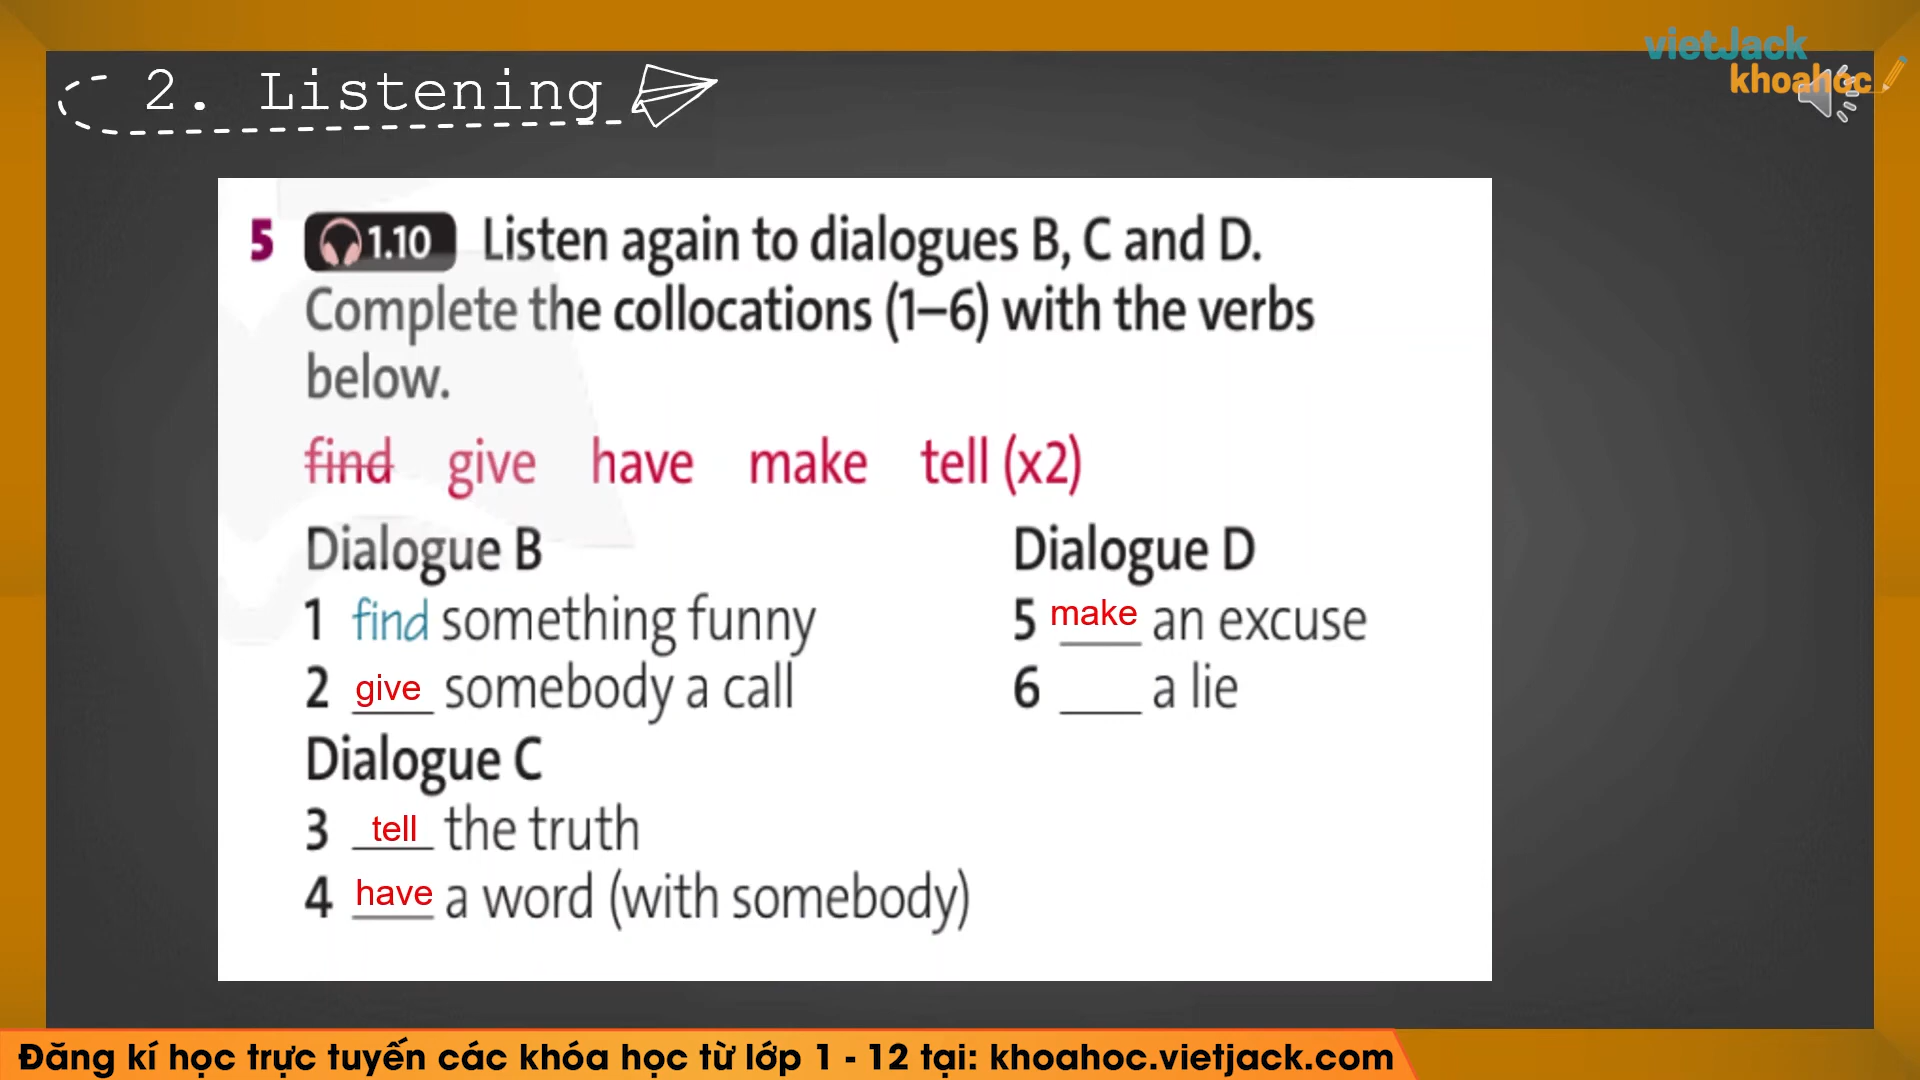 2. Listening
vietJack
khoahoc
5 1.10 Listen again to dialogues B, C and D.
Complete the collocations (1–6) with the verbs
below.
find give have make tell (x2)
Dialogue B
1 find something funny
2 give somebody a call
Dialogue C
3 tell the truth
4 have a word (with somebody)
Dialogue D
5 make an excuse
6 ____ a lie
Đăng kí học trực tuyến các khóa học từ lớp 1 - 12 tại: khoahoc.vietjack.com